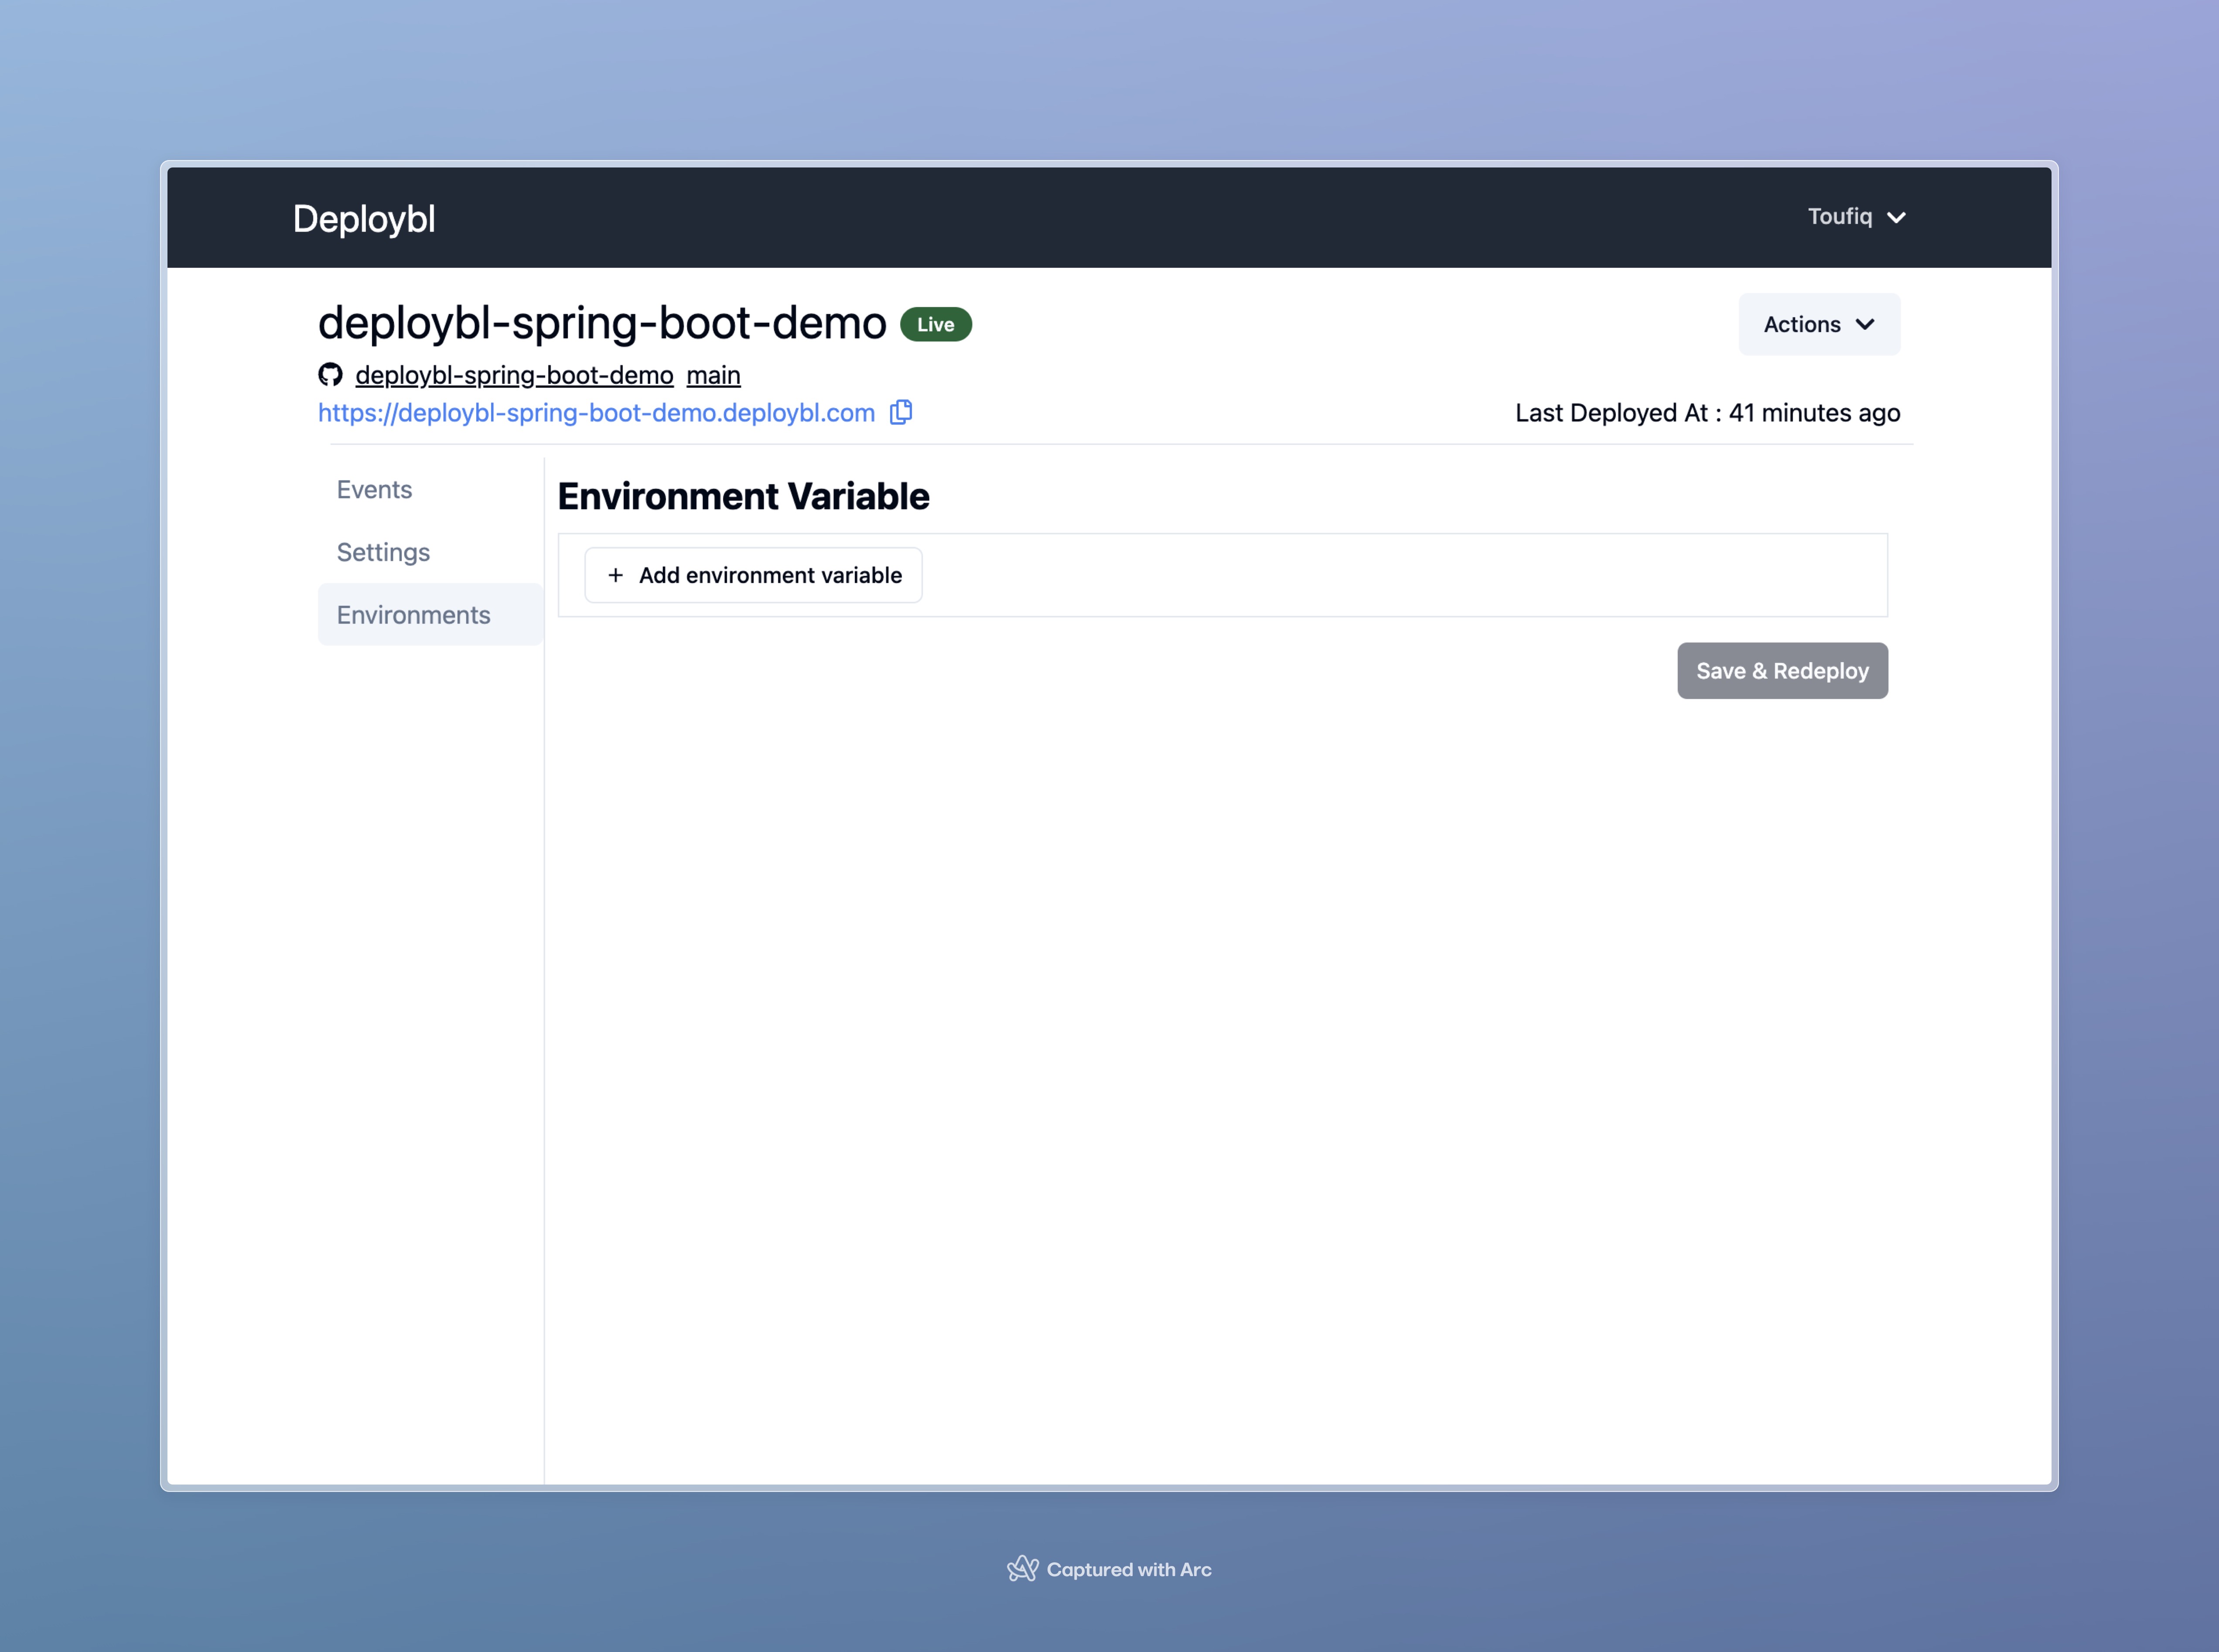 Deploybl
Toufiq
deploybl-spring-boot-demo Live
Actions
deploybl-spring-boot-demo main
https://deploybl-spring-boot-demo.deploybl.com
Last Deployed At : 41 minutes ago
Events
Settings
Environments
Environment Variable
+ Add environment variable
Save & Redeploy
Captured with Arc